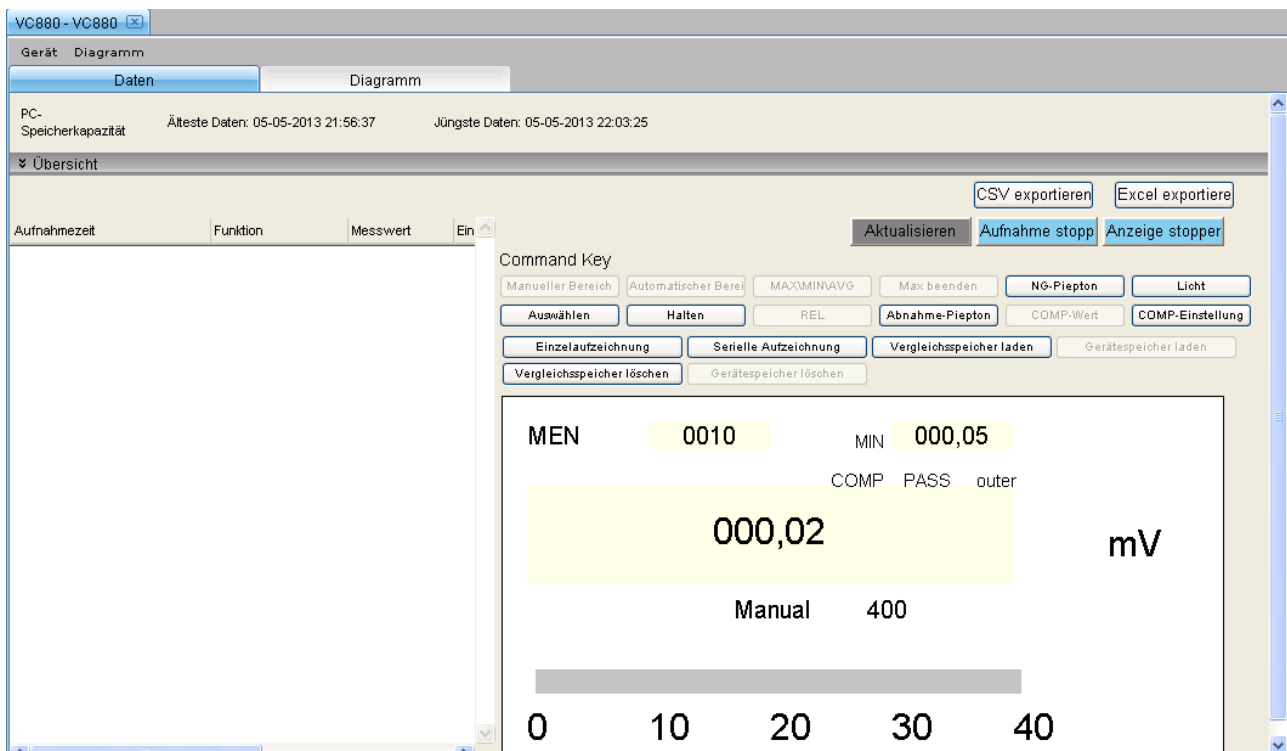 VC880 - VC880
Gerät Diagramm
Daten Diagramm
PC-
Speicherkapazität
Älteste Daten: 05-05-2013 21:56:37 Jüngste Daten: 05-05-2013 22:03:25
Übersicht
CSV exportieren Excel exportiere
Aufnahmezeit Funktion Messwert Ein
Aktualisieren Aufnahme stopp Anzeige stopper
Command Key
Manueller Bereich Automatischer Berei MAX\MIN\AVG Max beenden NG-Piepton Licht
Auswählen Halten REL Abnahme-Piepton COMP-Wert COMP-Einstellung
Einzelaufzeichnung Serielle Aufzeichnung Vergleichsspeicher laden Gerätespeicher laden
Vergleichsspeicher löschen Gerätespeicher löschen
MEN 0010 MIN 000,05
COMP PASS outer
000,02 mV
Manual 400
0 10 20 30 40